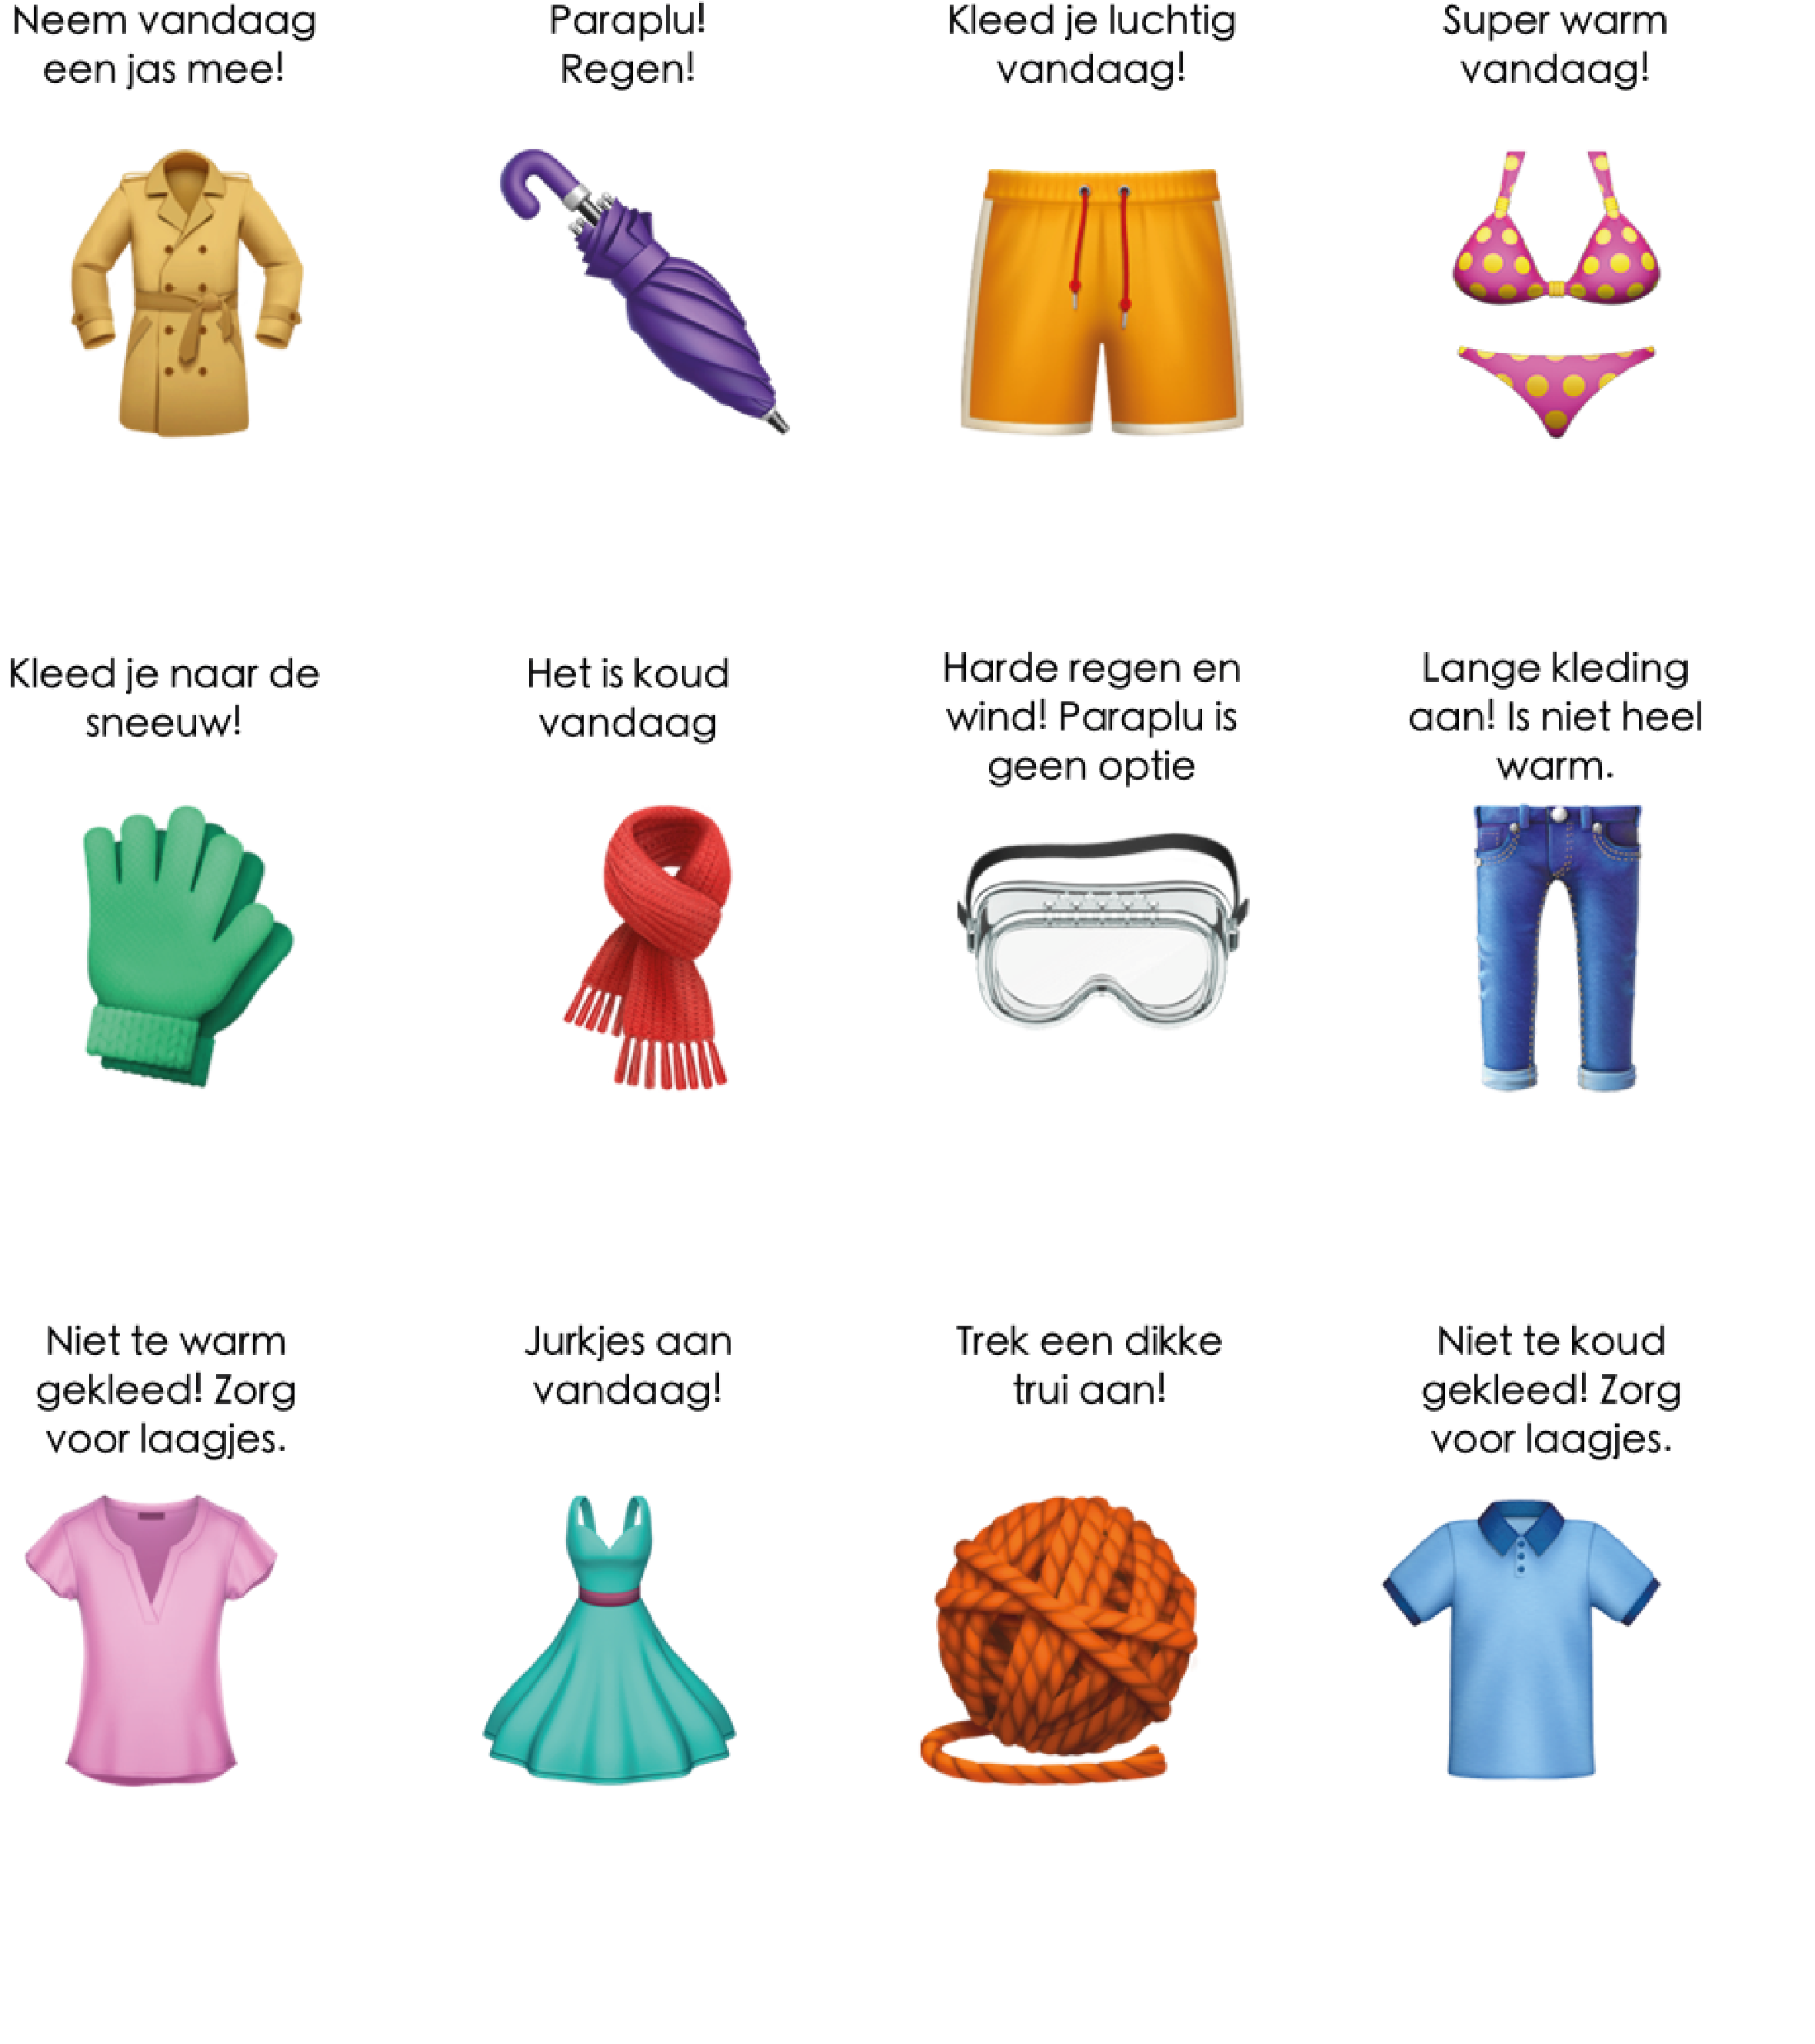 Neem vandaag
een jas mee!
Paraplu!
Regen!
Kleed je luchtig
vandaag!
Super warm
vandaag!
Kleed je naar de
sneeuw!
Het is koud
vandaag
Harde regen en
wind! Paraplu is
geen optie
Lange kleding
aan! Is niet heel
warm.
Niet te warm
gekleed! Zorg
voor laagjes.
Jurkjes aan
vandaag!
Trek een dikke
trui aan!
Niet te koud
gekleed! Zorg
voor laagjes.